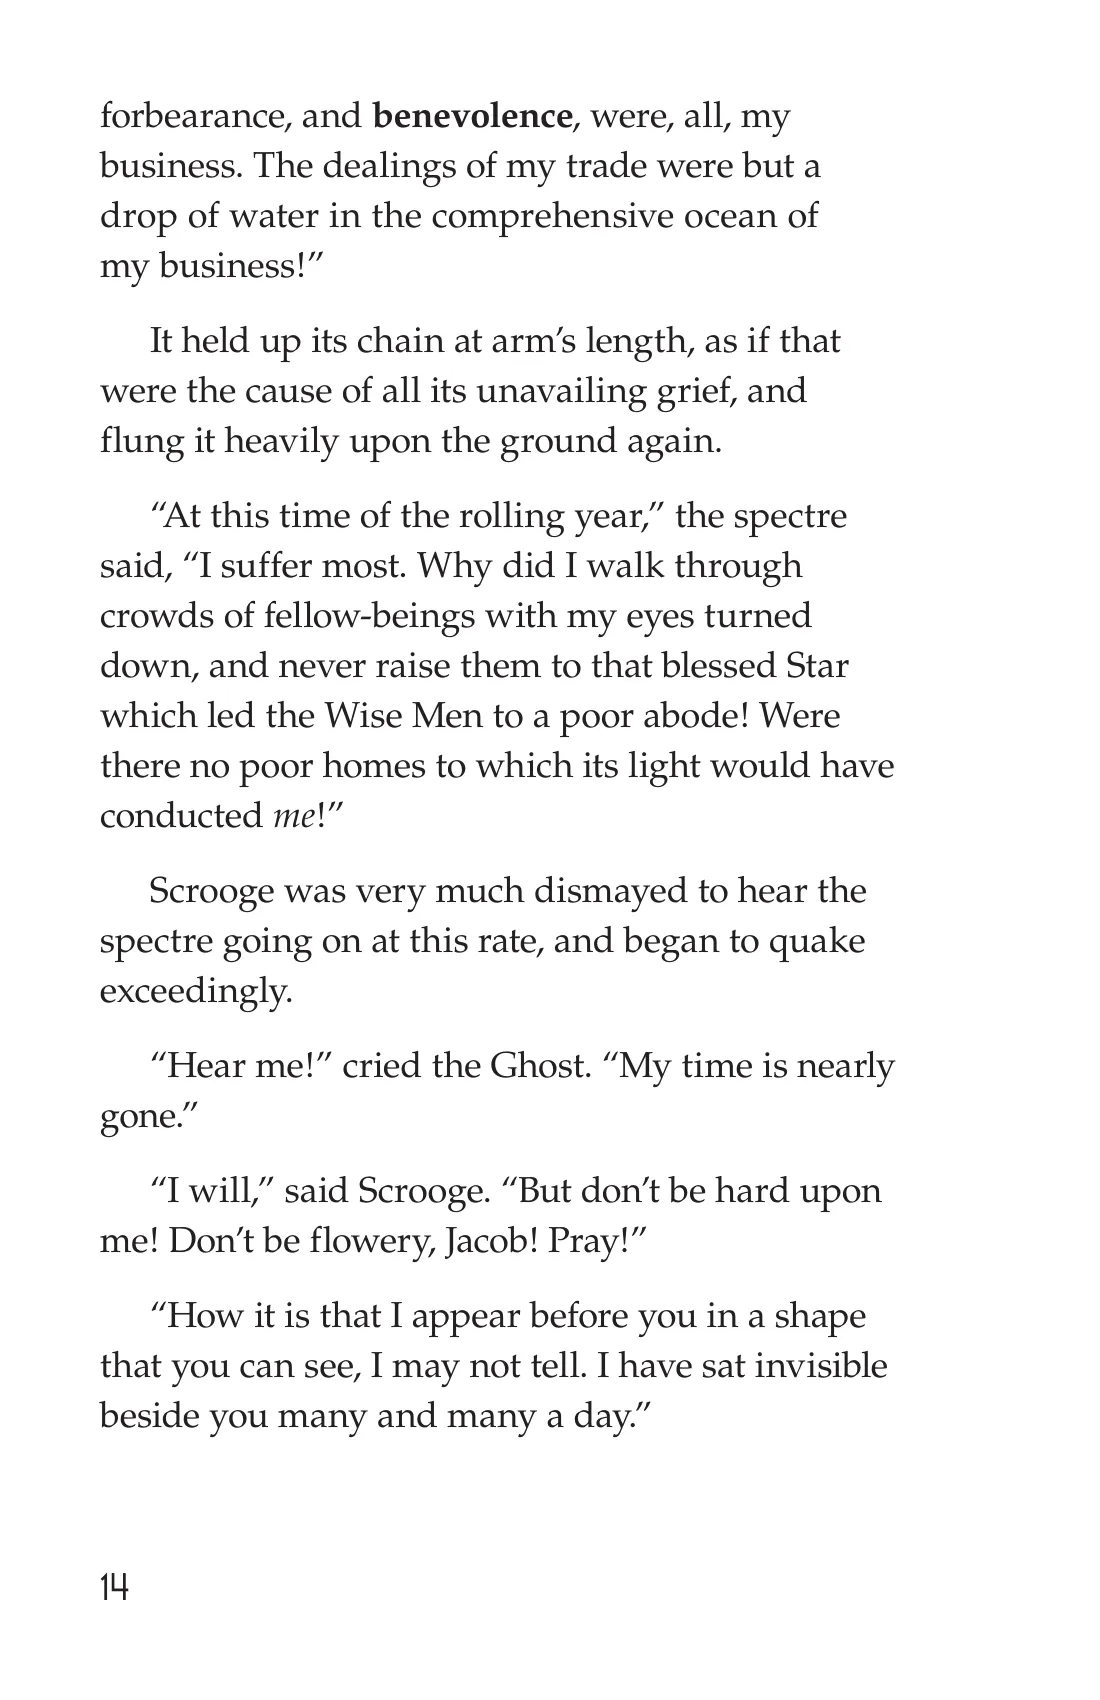 forbearance, and benevolence, were, all, my
business. The dealings of my trade were but a
drop of water in the comprehensive ocean of
my business!”
It held up its chain at arm’s length, as if that
were the cause of all its unavailing grief, and
flung it heavily upon the ground again.
“At this time of the rolling year,” the spectre
said, “I suffer most. Why did I walk through
crowds of fellow-beings with my eyes turned
down, and never raise them to that blessed Star
which led the Wise Men to a poor abode! Were
there no poor homes to which its light would have
conducted me!”
Scrooge was very much dismayed to hear the
spectre going on at this rate, and began to quake
exceedingly.
“Hear me!” cried the Ghost. “My time is nearly
gone.”
“I will,” said Scrooge. “But don’t be hard upon
me! Don’t be flowery, Jacob! Pray!”
“How it is that I appear before you in a shape
that you can see, I may not tell. I have sat invisible
beside you many and many a day.”
14